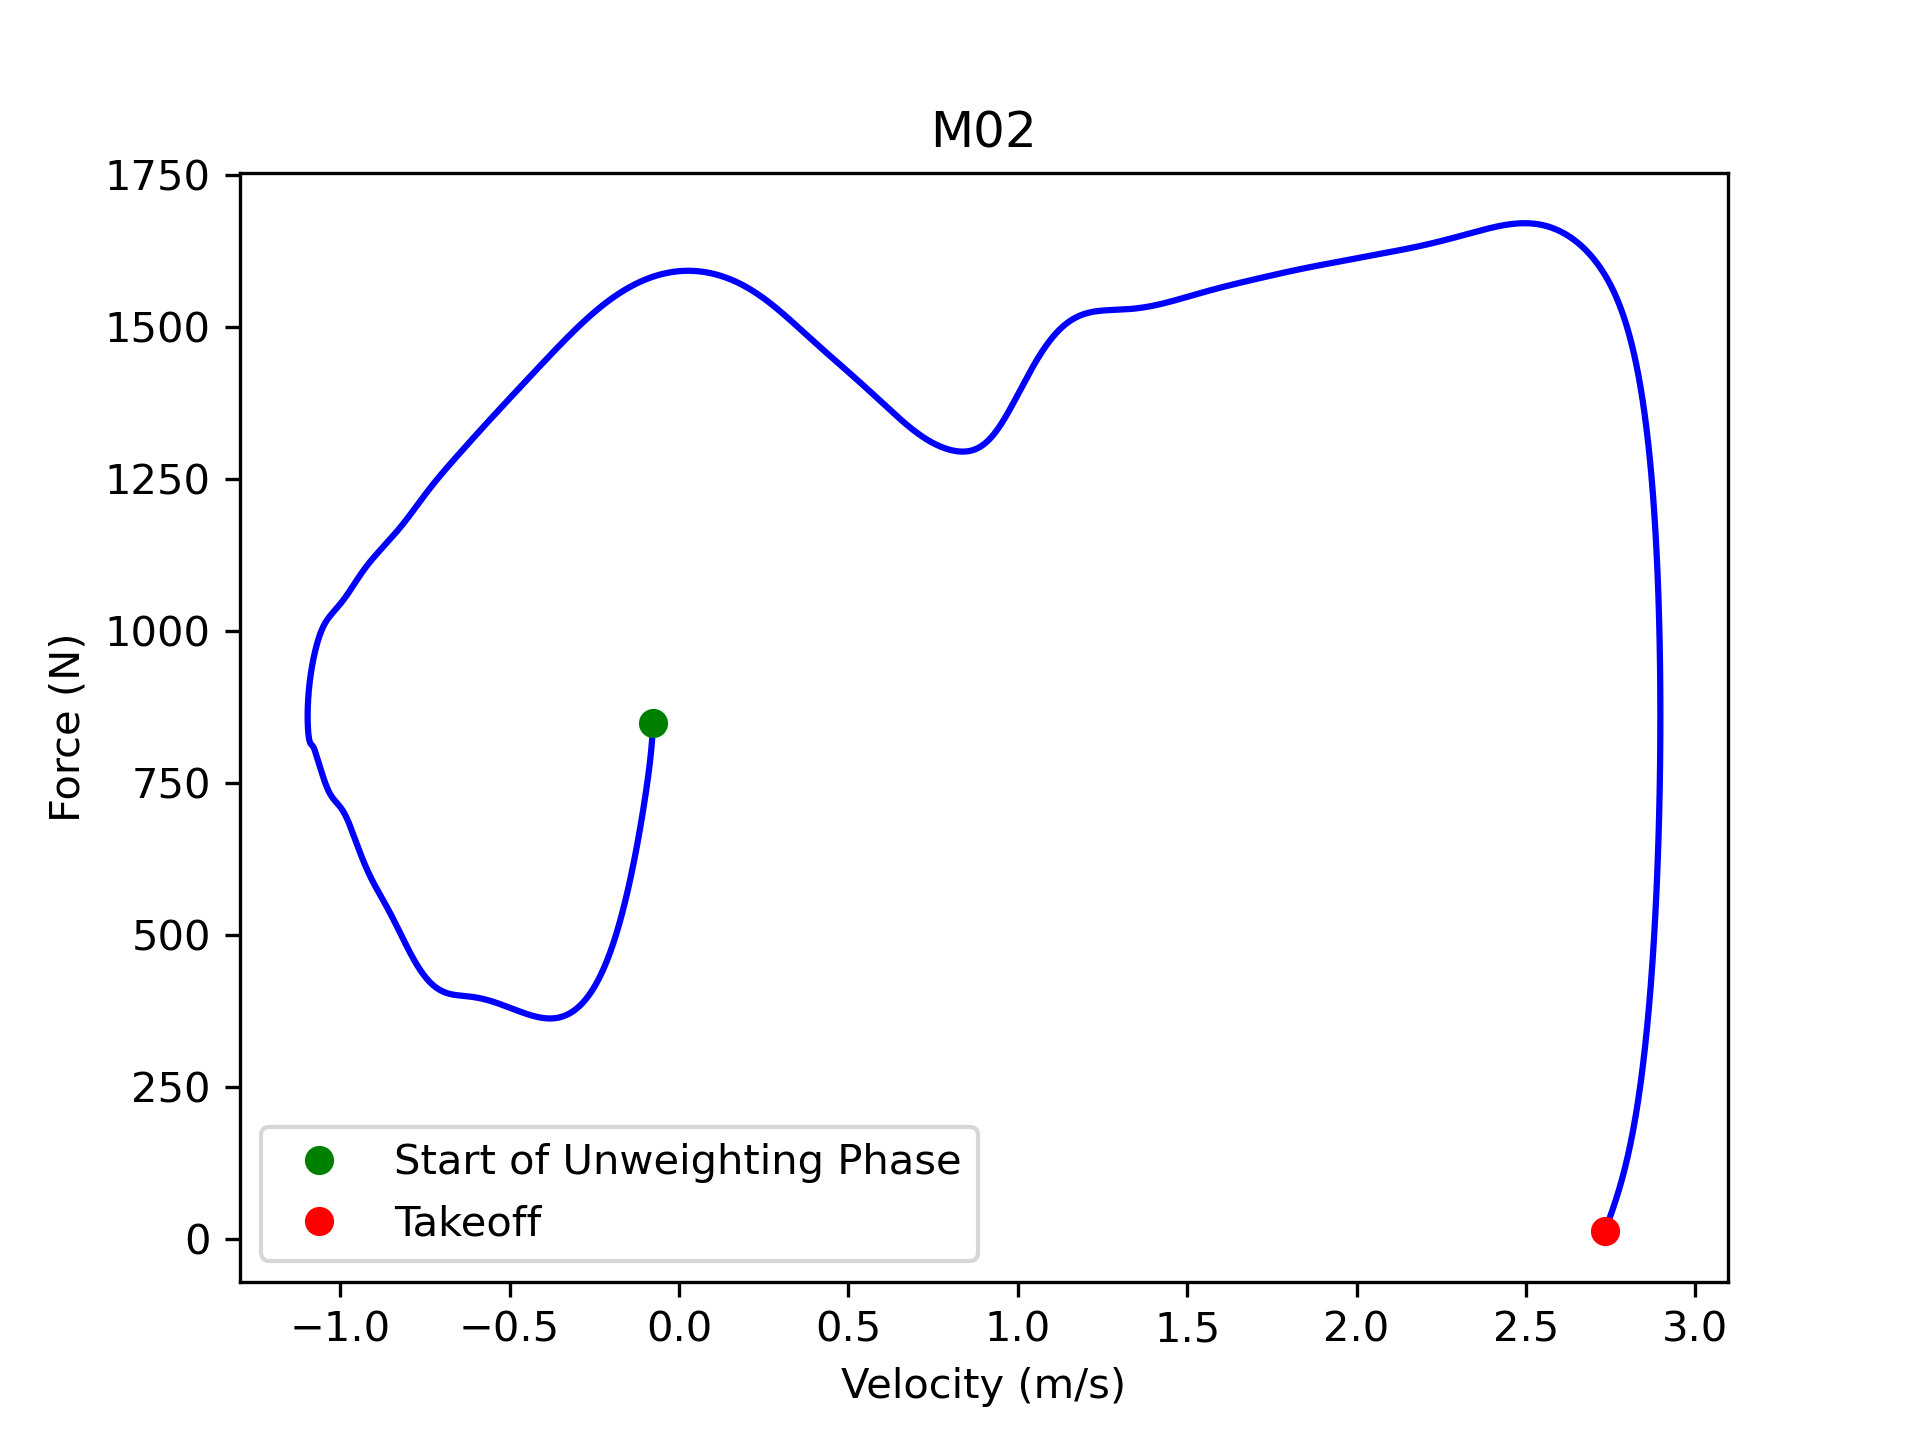 M02
1750
1500
1250
1000
750
500
250
0
Force (N)
Start of Unweighting Phase
Takeoff
−1.0 −0.5 0.0 0.5 1.0 1.5 2.0 2.5 3.0
Velocity (m/s)